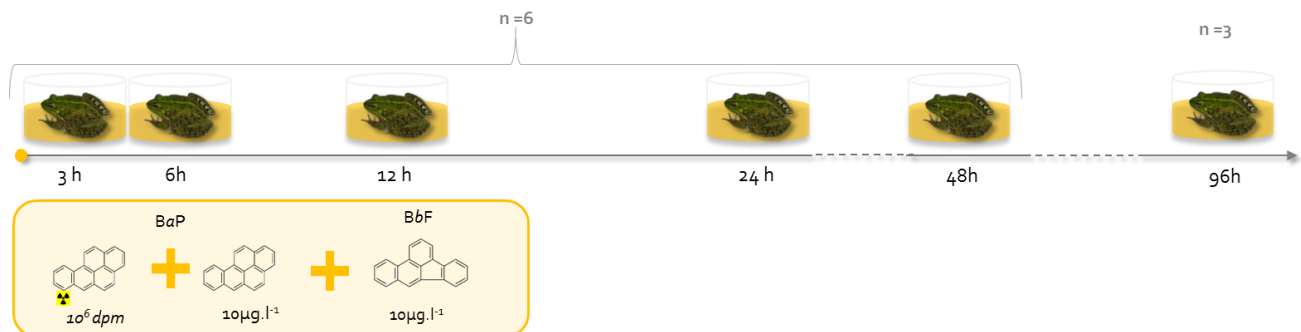 n =6
n =3
3 h
6h
12 h
24 h
48h
96h
BaP
BbF
10⁶ dpm
10µg.l⁻¹
10µg.l⁻¹